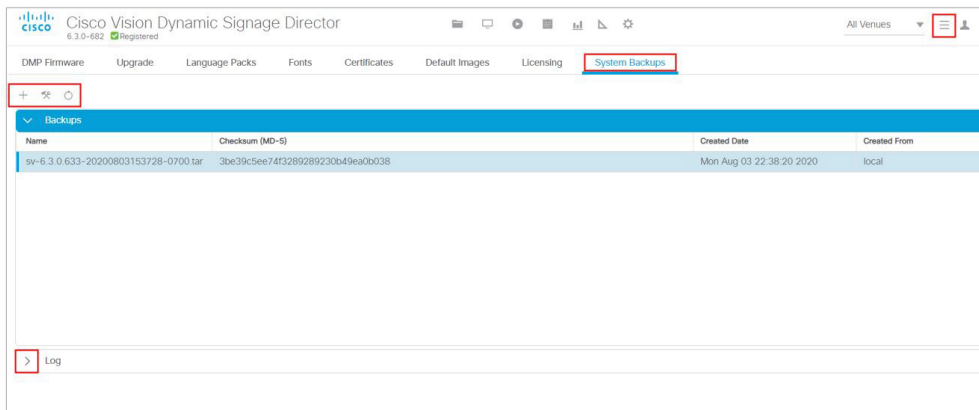 CISCO
Cisco Vision Dynamic Signage Director
6.3.0-682 Registered
All Venues
DMP Firmware Upgrade Language Packs Fonts Certificates Default Images Licensing System Backups
Backups
Name Checksum (MD-5) Created Date Created From
sv-6.3.0.633-20200803153728-0700.tar 3be39c5ee74f3289289230b49ea0b038 Mon Aug 03 22:38:20 2020 local
Log